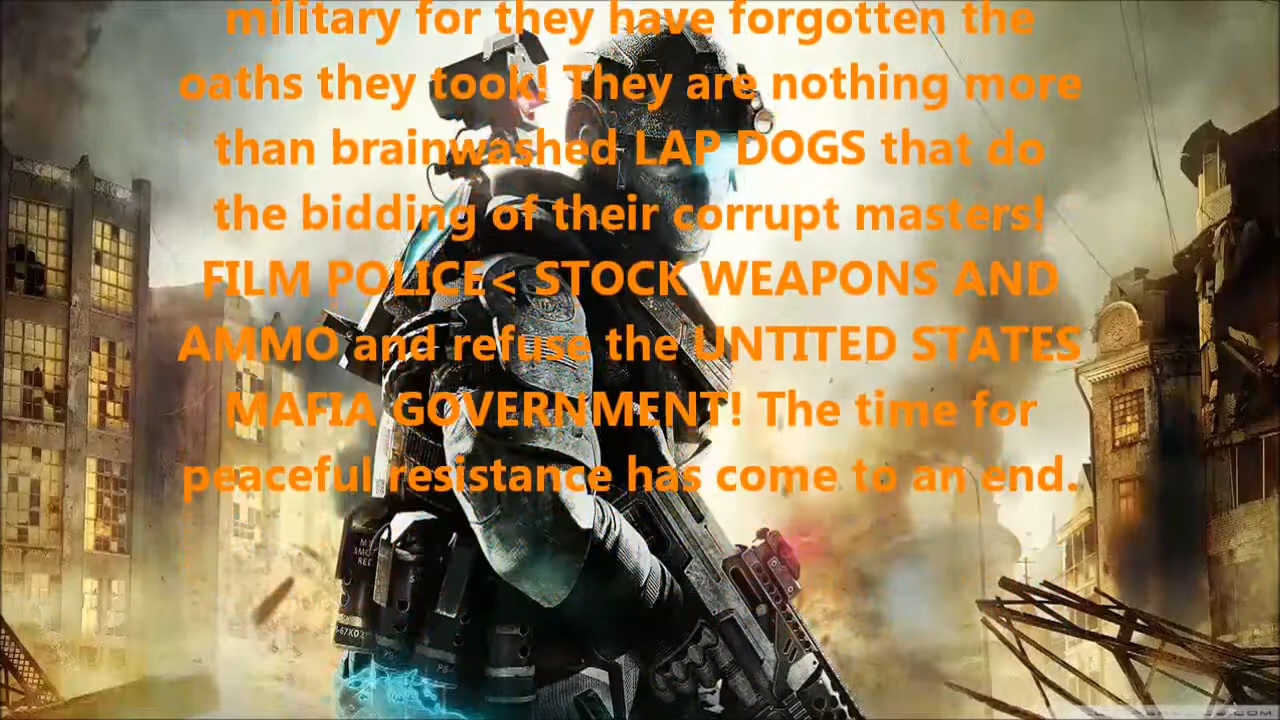 military for they have forgotten the
oaths they took! They are nothing more
than brainwashed LAP DOGS that do
the bidding of their corrupt masters!
FILM POLICE< STOCK WEAPONS AND
AMMO and refuse the UNTITED STATES
MAFIA GOVERNMENT! The time for
peaceful resistance has come to an end.